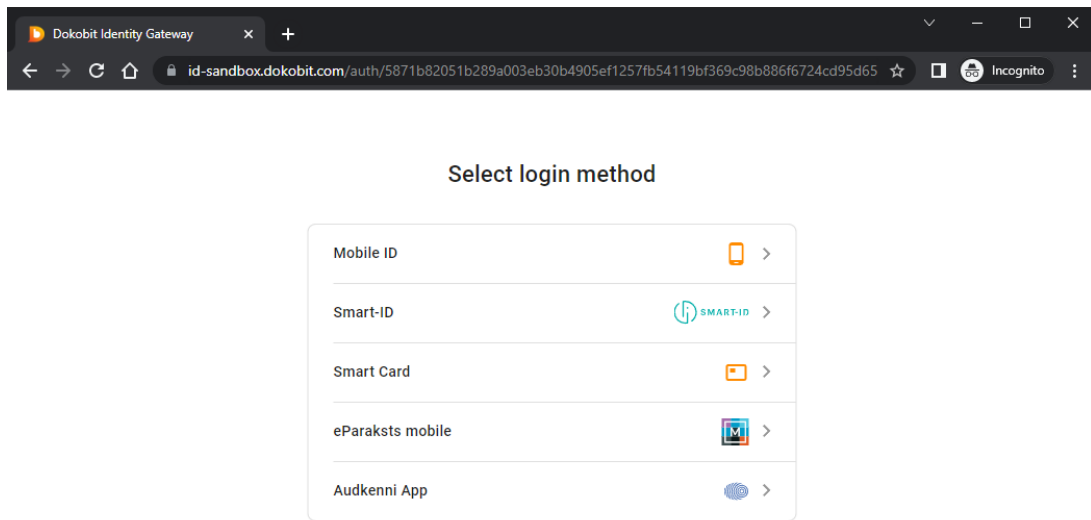 Dokobit Identity Gateway
id-sandbox.dokobit.com/auth/5871b82051b289a003eb30b4905ef1257fb54119bf369c98b886f6724cd95d65
Incognito
Select login method
Mobile ID
Smart-ID
SMART-ID
Smart Card
eParaksts mobile
M
Audkenni App